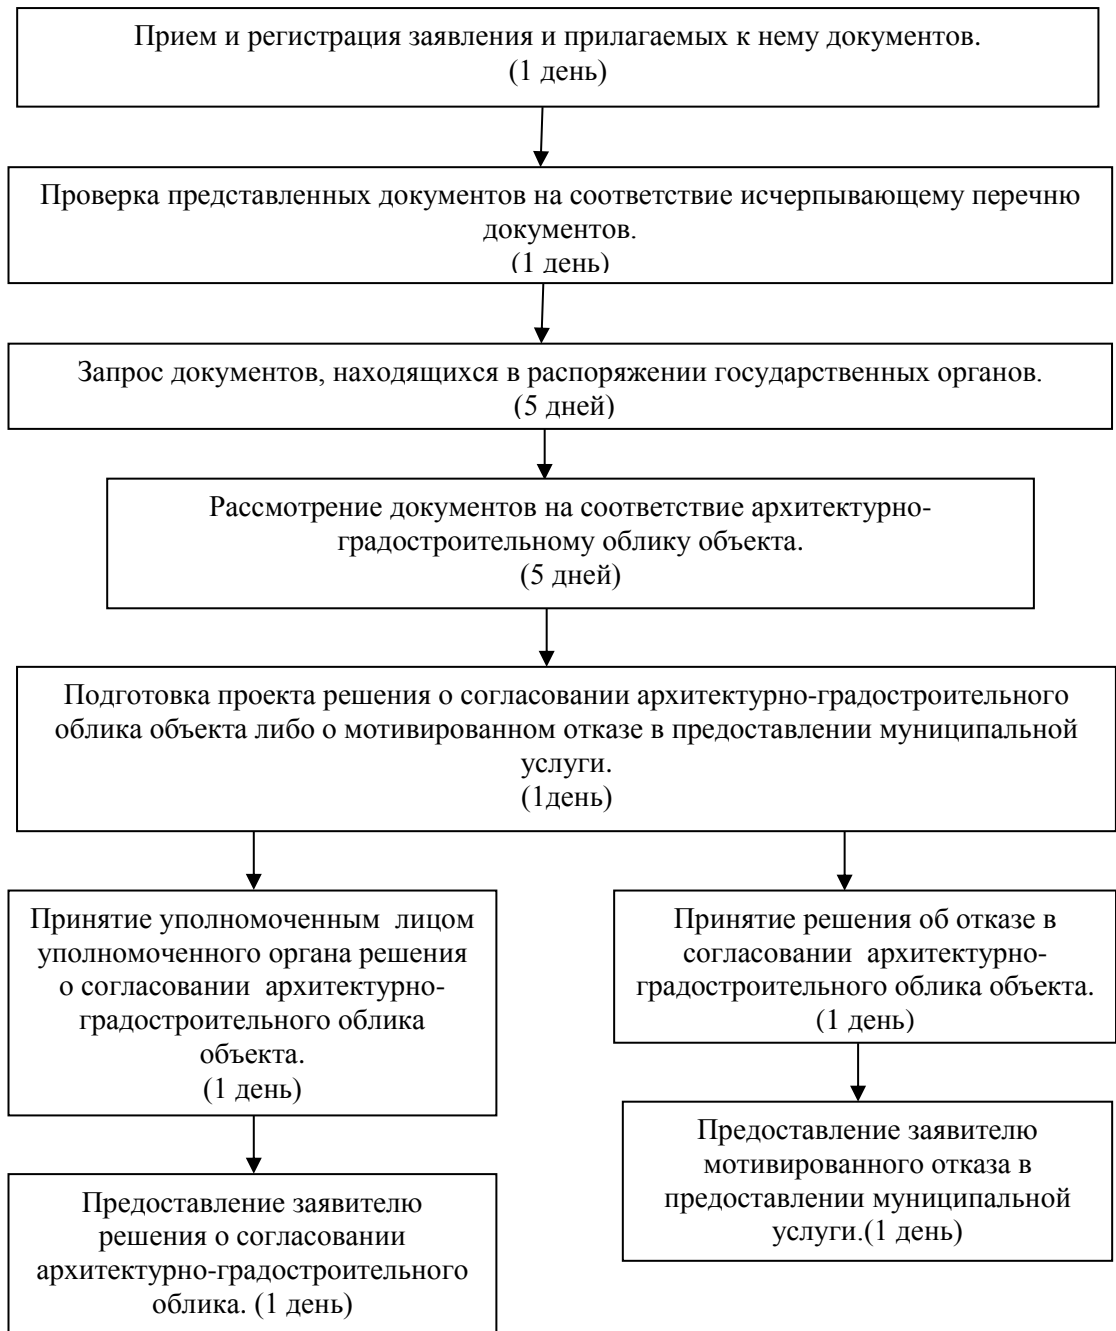 Прием и регистрация заявления и прилагаемых к нему документов.
(1 день)
Проверка представленных документов на соответствие исчерпывающему перечню
документов.
(1 день)
Запрос документов, находящихся в распоряжении государственных органов.
(5 дней)
Рассмотрение документов на соответствие архитектурно-
градостроительному облику объекта.
(5 дней)
Подготовка проекта решения о согласовании архитектурно-градостроительного
облика объекта либо о мотивированном отказе в предоставлении муниципальной
услуги.
(1день)
Принятие уполномоченным лицом
уполномоченного органа решения
о согласовании архитектурно-
градостроительного облика
объекта.
(1 день)
Принятие решения об отказе в
согласовании архитектурно-
градостроительного облика объекта.
(1 день)
Предоставление заявителю
решения о согласовании
архитектурно-градостроительного
облика. (1 день)
Предоставление заявителю
мотивированного отказа в
предоставлении муниципальной
услуги.(1 день)